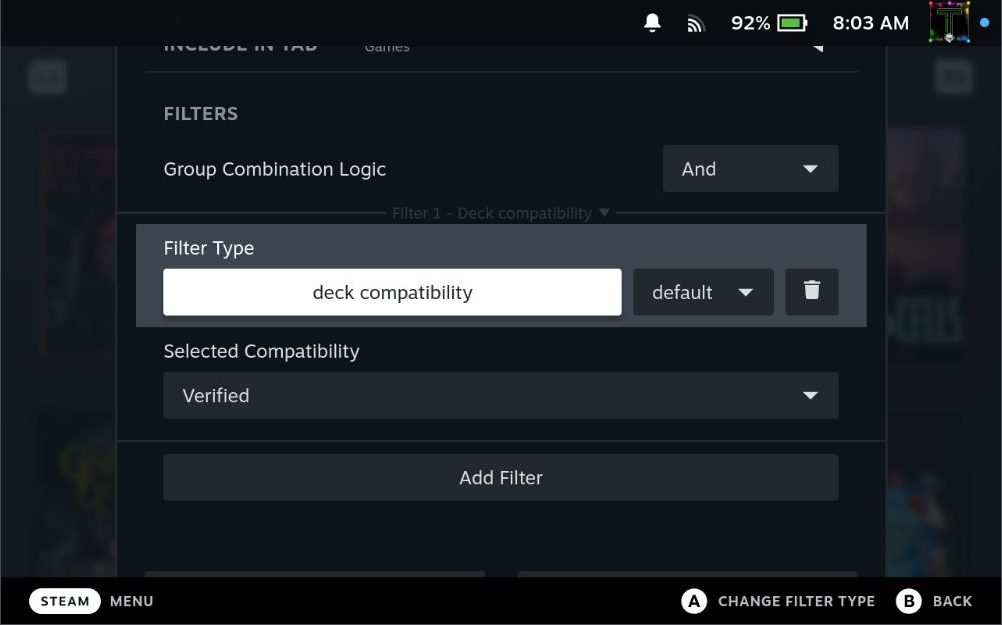 92% 8:03 AM
INCLUDE IN TAB Games
FILTERS
Group Combination Logic And
Filter 1 - Deck compatibility
Filter Type
deck compatibility default
Selected Compatibility
Verified
Add Filter
STEAM MENU A CHANGE FILTER TYPE B BACK